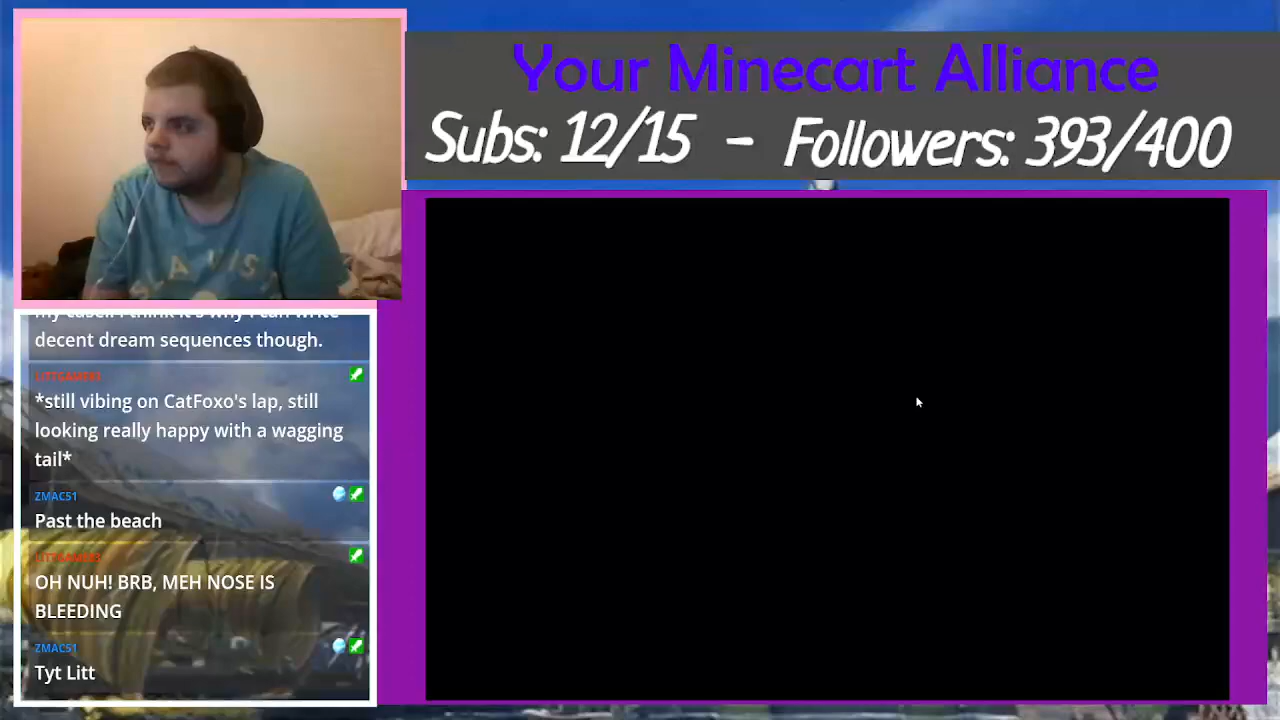 Your Minecart Alliance
Subs: 12/15 - Followers: 393/400
decent dream sequences though.
*still vibing on CatFoxo's lap, still
looking really happy with a wagging
tail*
ZMAC51
Past the beach
OH NUH! BRB, MEH NOSE IS
BLEEDING
ZMAC51
Tyt Litt